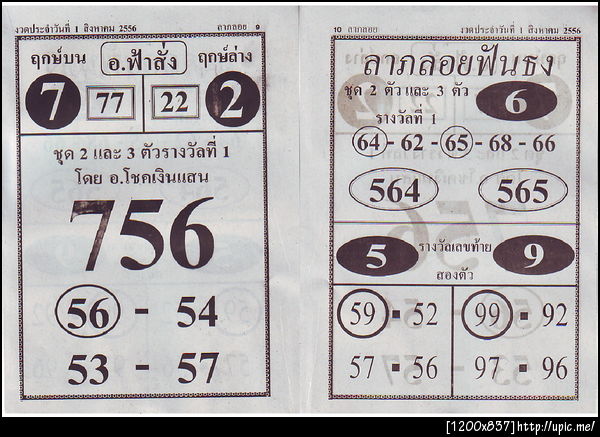 งวดประจำวันที่ 1 สิงหาคม 2556 ลาภลอย 9
ฤกษ์บน อ.ฟ้าสั่ง ฤกษ์ล่าง
7 77 22 2
ชุด 2 และ 3 ตัวรางวัลที่ 1
โดย อ.โชคเงินแสน
756
56 - 54
53 - 57
10 ลาภลอย งวดประจำวันที่ 1 สิงหาคม 2556
ลาภลอยฟันธง
ชุด 2 ตัว และ 3 ตัว 6
รางวัลที่ 1
64 - 62 - 65 - 68 - 66
564 565
5 รางวัลเลขท้าย 9
สองตัว
59 - 52 99 - 92
57 - 56 97 - 96
[1200x837]http://upic.me/